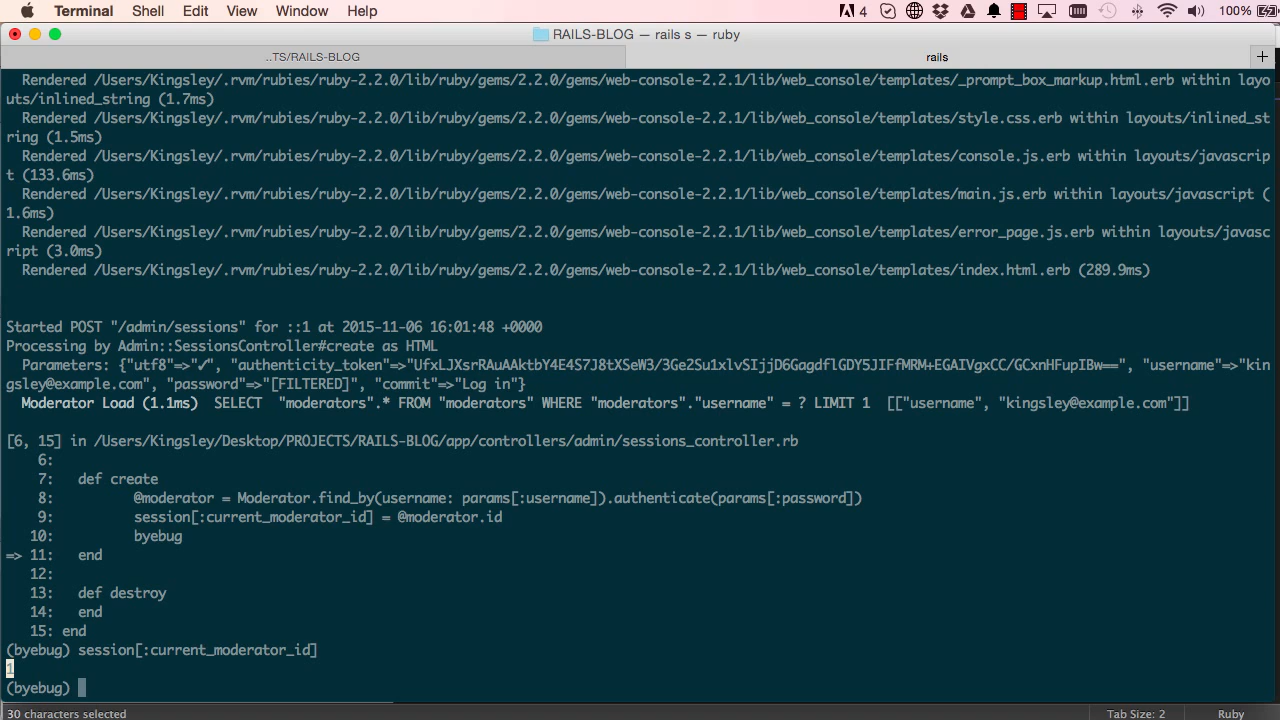 Terminal Shell Edit View Window Help 4 100%
RAILS-BLOG — rails s — ruby
..TS/RAILS-BLOG rails +
Rendered /Users/Kingsley/.rvm/rubies/ruby-2.2.0/lib/ruby/gems/2.2.0/gems/web-console-2.2.1/lib/web_console/templates/_prompt_box_markup.html.erb within layo
uts/inlined_string (1.7ms)
Rendered /Users/Kingsley/.rvm/rubies/ruby-2.2.0/lib/ruby/gems/2.2.0/gems/web-console-2.2.1/lib/web_console/templates/style.css.erb within layouts/inlined_st
ring (1.5ms)
Rendered /Users/Kingsley/.rvm/rubies/ruby-2.2.0/lib/ruby/gems/2.2.0/gems/web-console-2.2.1/lib/web_console/templates/console.js.erb within layouts/javascrip
t (133.6ms)
Rendered /Users/Kingsley/.rvm/rubies/ruby-2.2.0/lib/ruby/gems/2.2.0/gems/web-console-2.2.1/lib/web_console/templates/main.js.erb within layouts/javascript (
1.6ms)
Rendered /Users/Kingsley/.rvm/rubies/ruby-2.2.0/lib/ruby/gems/2.2.0/gems/web-console-2.2.1/lib/web_console/templates/error_page.js.erb within layouts/javasc
ript (3.0ms)
Rendered /Users/Kingsley/.rvm/rubies/ruby-2.2.0/lib/ruby/gems/2.2.0/gems/web-console-2.2.1/lib/web_console/templates/index.html.erb (289.9ms)
Started POST "/admin/sessions" for ::1 at 2015-11-06 16:01:48 +0000
Processing by Admin::SessionsController#create as HTML
Parameters: {"utf8"=>"✓", "authenticity_token"=>"UfxLJXsrRAuAAktbY4E4S7J8tXSeW3/3Ge2Su1xlvSIjjD6GagdflGDY5JIFfMRM+EGAIVgxCC/GCxnHFupIBw==", "username"=>"kin
gsley@example.com", "password"=>"[FILTERED]", "commit"=>"Log in"}
Moderator Load (1.1ms) SELECT "moderators".* FROM "moderators" WHERE "moderators"."username" = ? LIMIT 1 [["username", "kingsley@example.com"]]
[6, 15] in /Users/Kingsley/Desktop/PROJECTS/RAILS-BLOG/app/controllers/admin/sessions_controller.rb
6:
7: def create
8: @moderator = Moderator.find_by(username: params[:username]).authenticate(params[:password])
9: session[:current_moderator_id] = @moderator.id
10: byebug
=> 11: end
12:
13: def destroy
14: end
15: end
(byebug) session[:current_moderator_id]
1
(byebug)
30 characters selected Tab Size: 2 Ruby